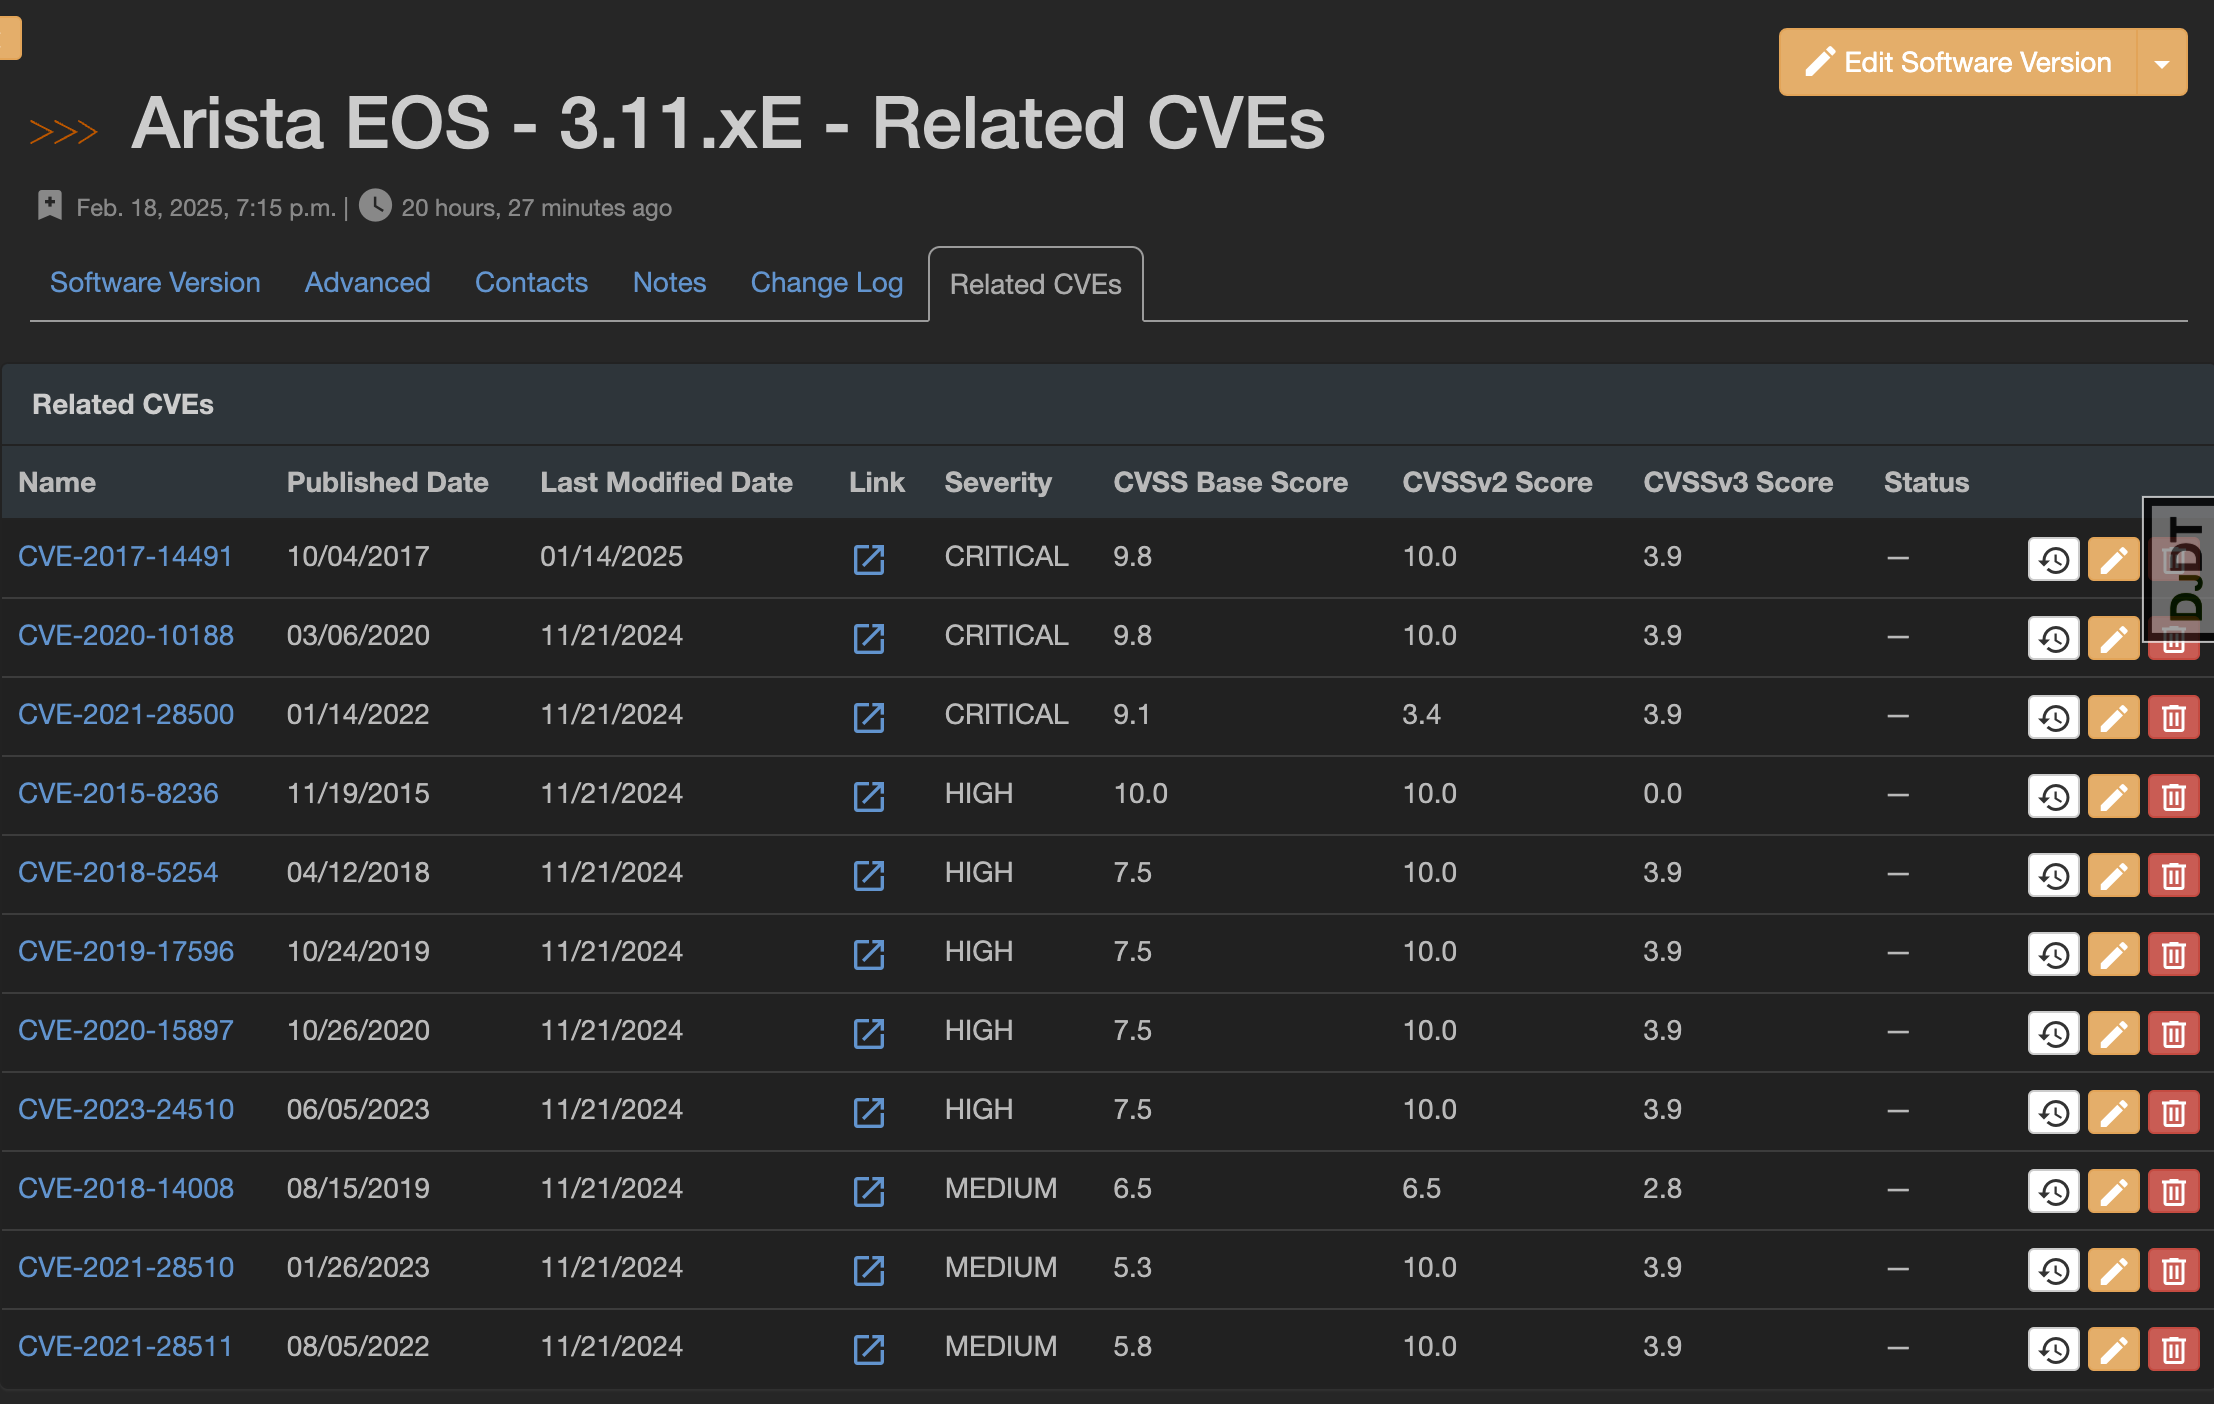 Edit Software Version
>>> Arista EOS - 3.11.xE - Related CVEs
Feb. 18, 2025, 7:15 p.m. | 20 hours, 27 minutes ago
Software Version Advanced Contacts Notes Change Log Related CVEs
Related CVEs
Name Published Date Last Modified Date Link Severity CVSS Base Score CVSSv2 Score CVSSv3 Score Status
CVE-2017-14491 10/04/2017 01/14/2025 CRITICAL 9.8 10.0 3.9 —
DJDT
CVE-2020-10188 03/06/2020 11/21/2024 CRITICAL 9.8 10.0 3.9 —
CVE-2021-28500 01/14/2022 11/21/2024 CRITICAL 9.1 3.4 3.9 —
CVE-2015-8236 11/19/2015 11/21/2024 HIGH 10.0 10.0 0.0 —
CVE-2018-5254 04/12/2018 11/21/2024 HIGH 7.5 10.0 3.9 —
CVE-2019-17596 10/24/2019 11/21/2024 HIGH 7.5 10.0 3.9 —
CVE-2020-15897 10/26/2020 11/21/2024 HIGH 7.5 10.0 3.9 —
CVE-2023-24510 06/05/2023 11/21/2024 HIGH 7.5 10.0 3.9 —
CVE-2018-14008 08/15/2019 11/21/2024 MEDIUM 6.5 6.5 2.8 —
CVE-2021-28510 01/26/2023 11/21/2024 MEDIUM 5.3 10.0 3.9 —
CVE-2021-28511 08/05/2022 11/21/2024 MEDIUM 5.8 10.0 3.9 —